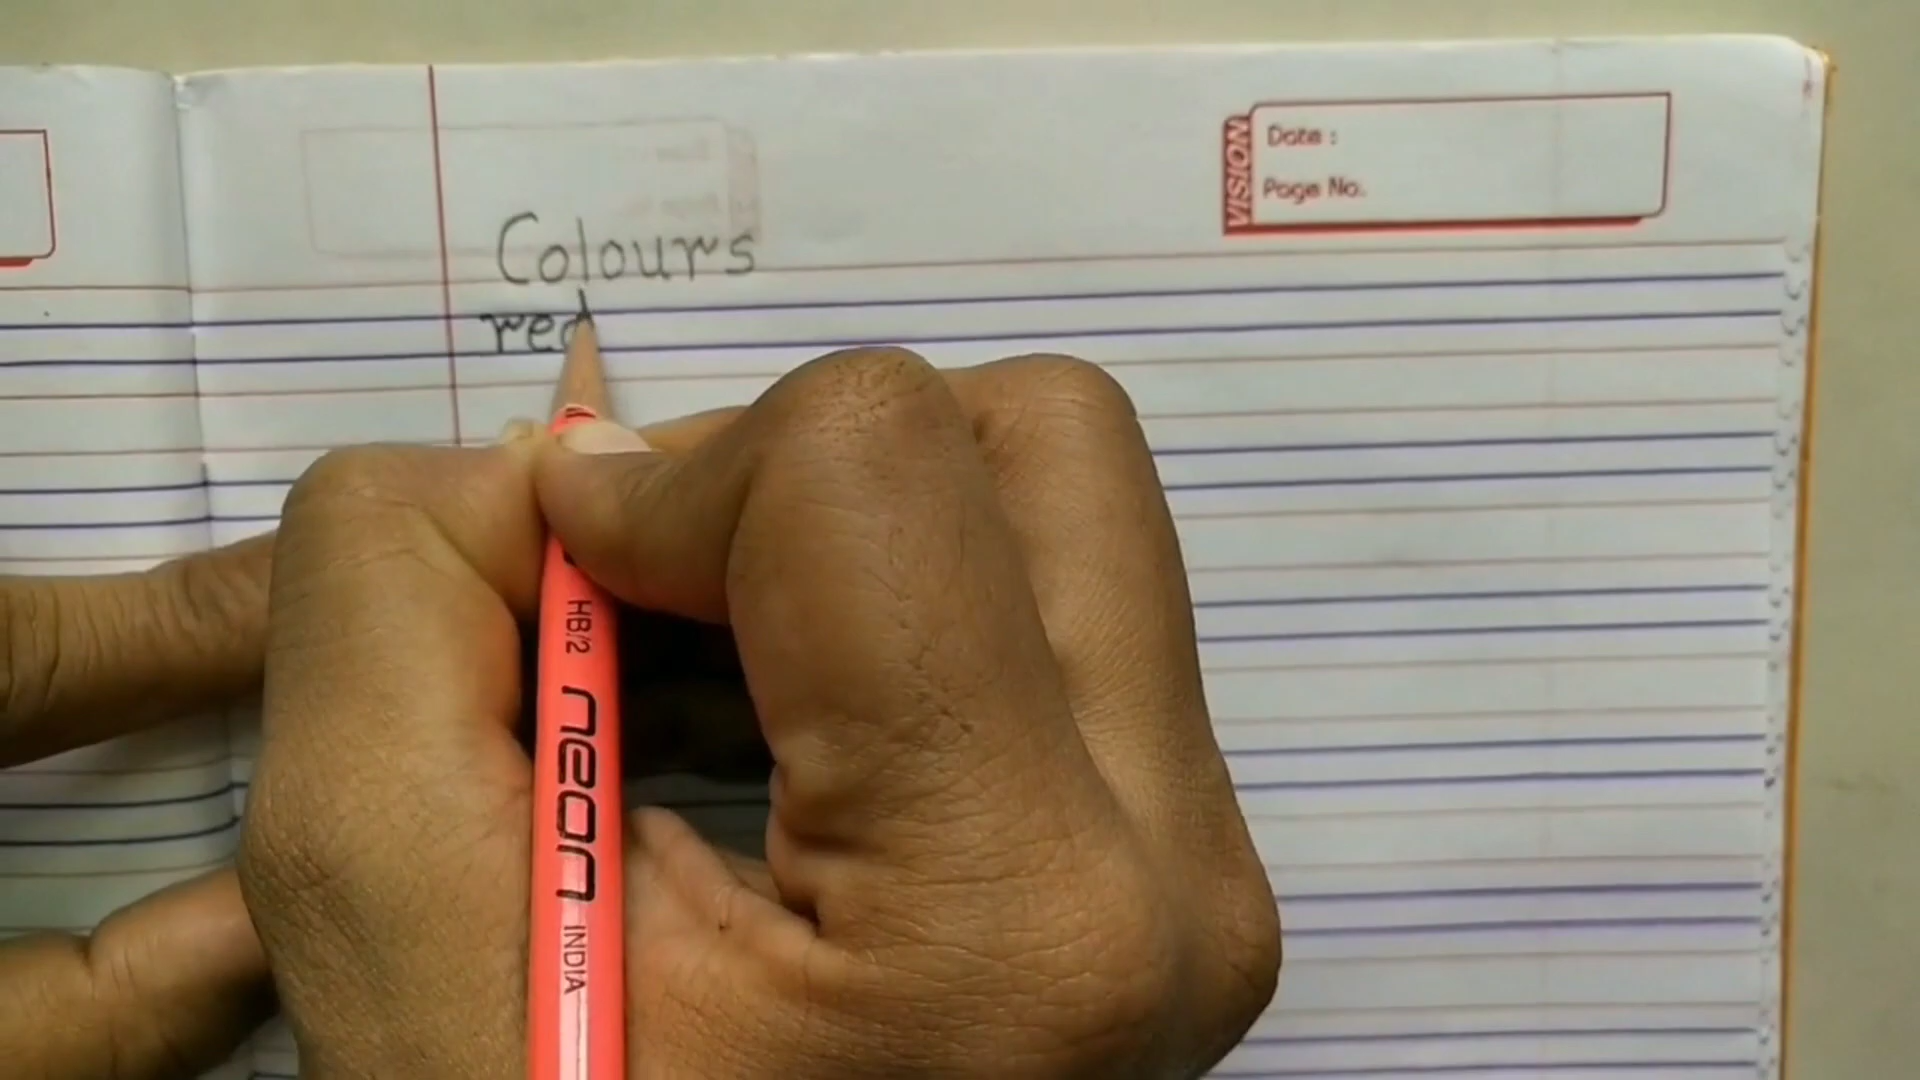 VISION
Date :
Page No.
Colours
red
HB/2 neon INDIA